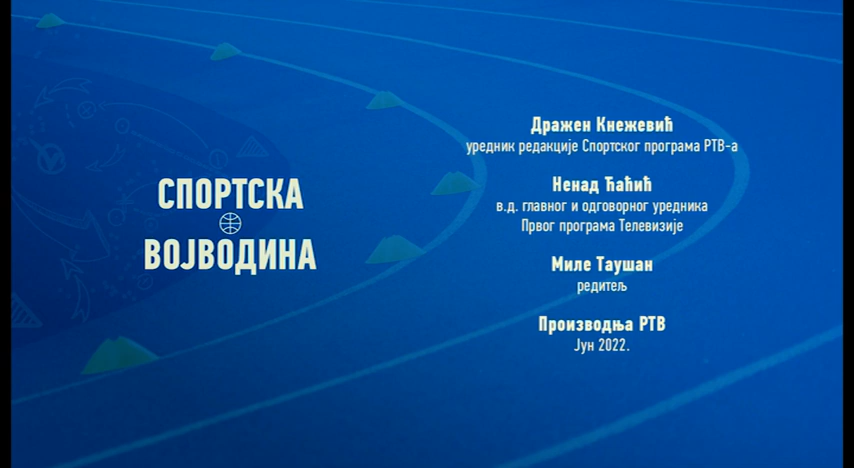 СПОРТСКА
ВОЈВОДИНА
Дражен Кнежевић
уредник редакције Спортског програма РТВ-а
Ненад Ћаћић
в.д. главног и одговорног уредника
Првог програма Телевизије
Миле Таушан
редитељ
Производња РТВ
Јун 2022.